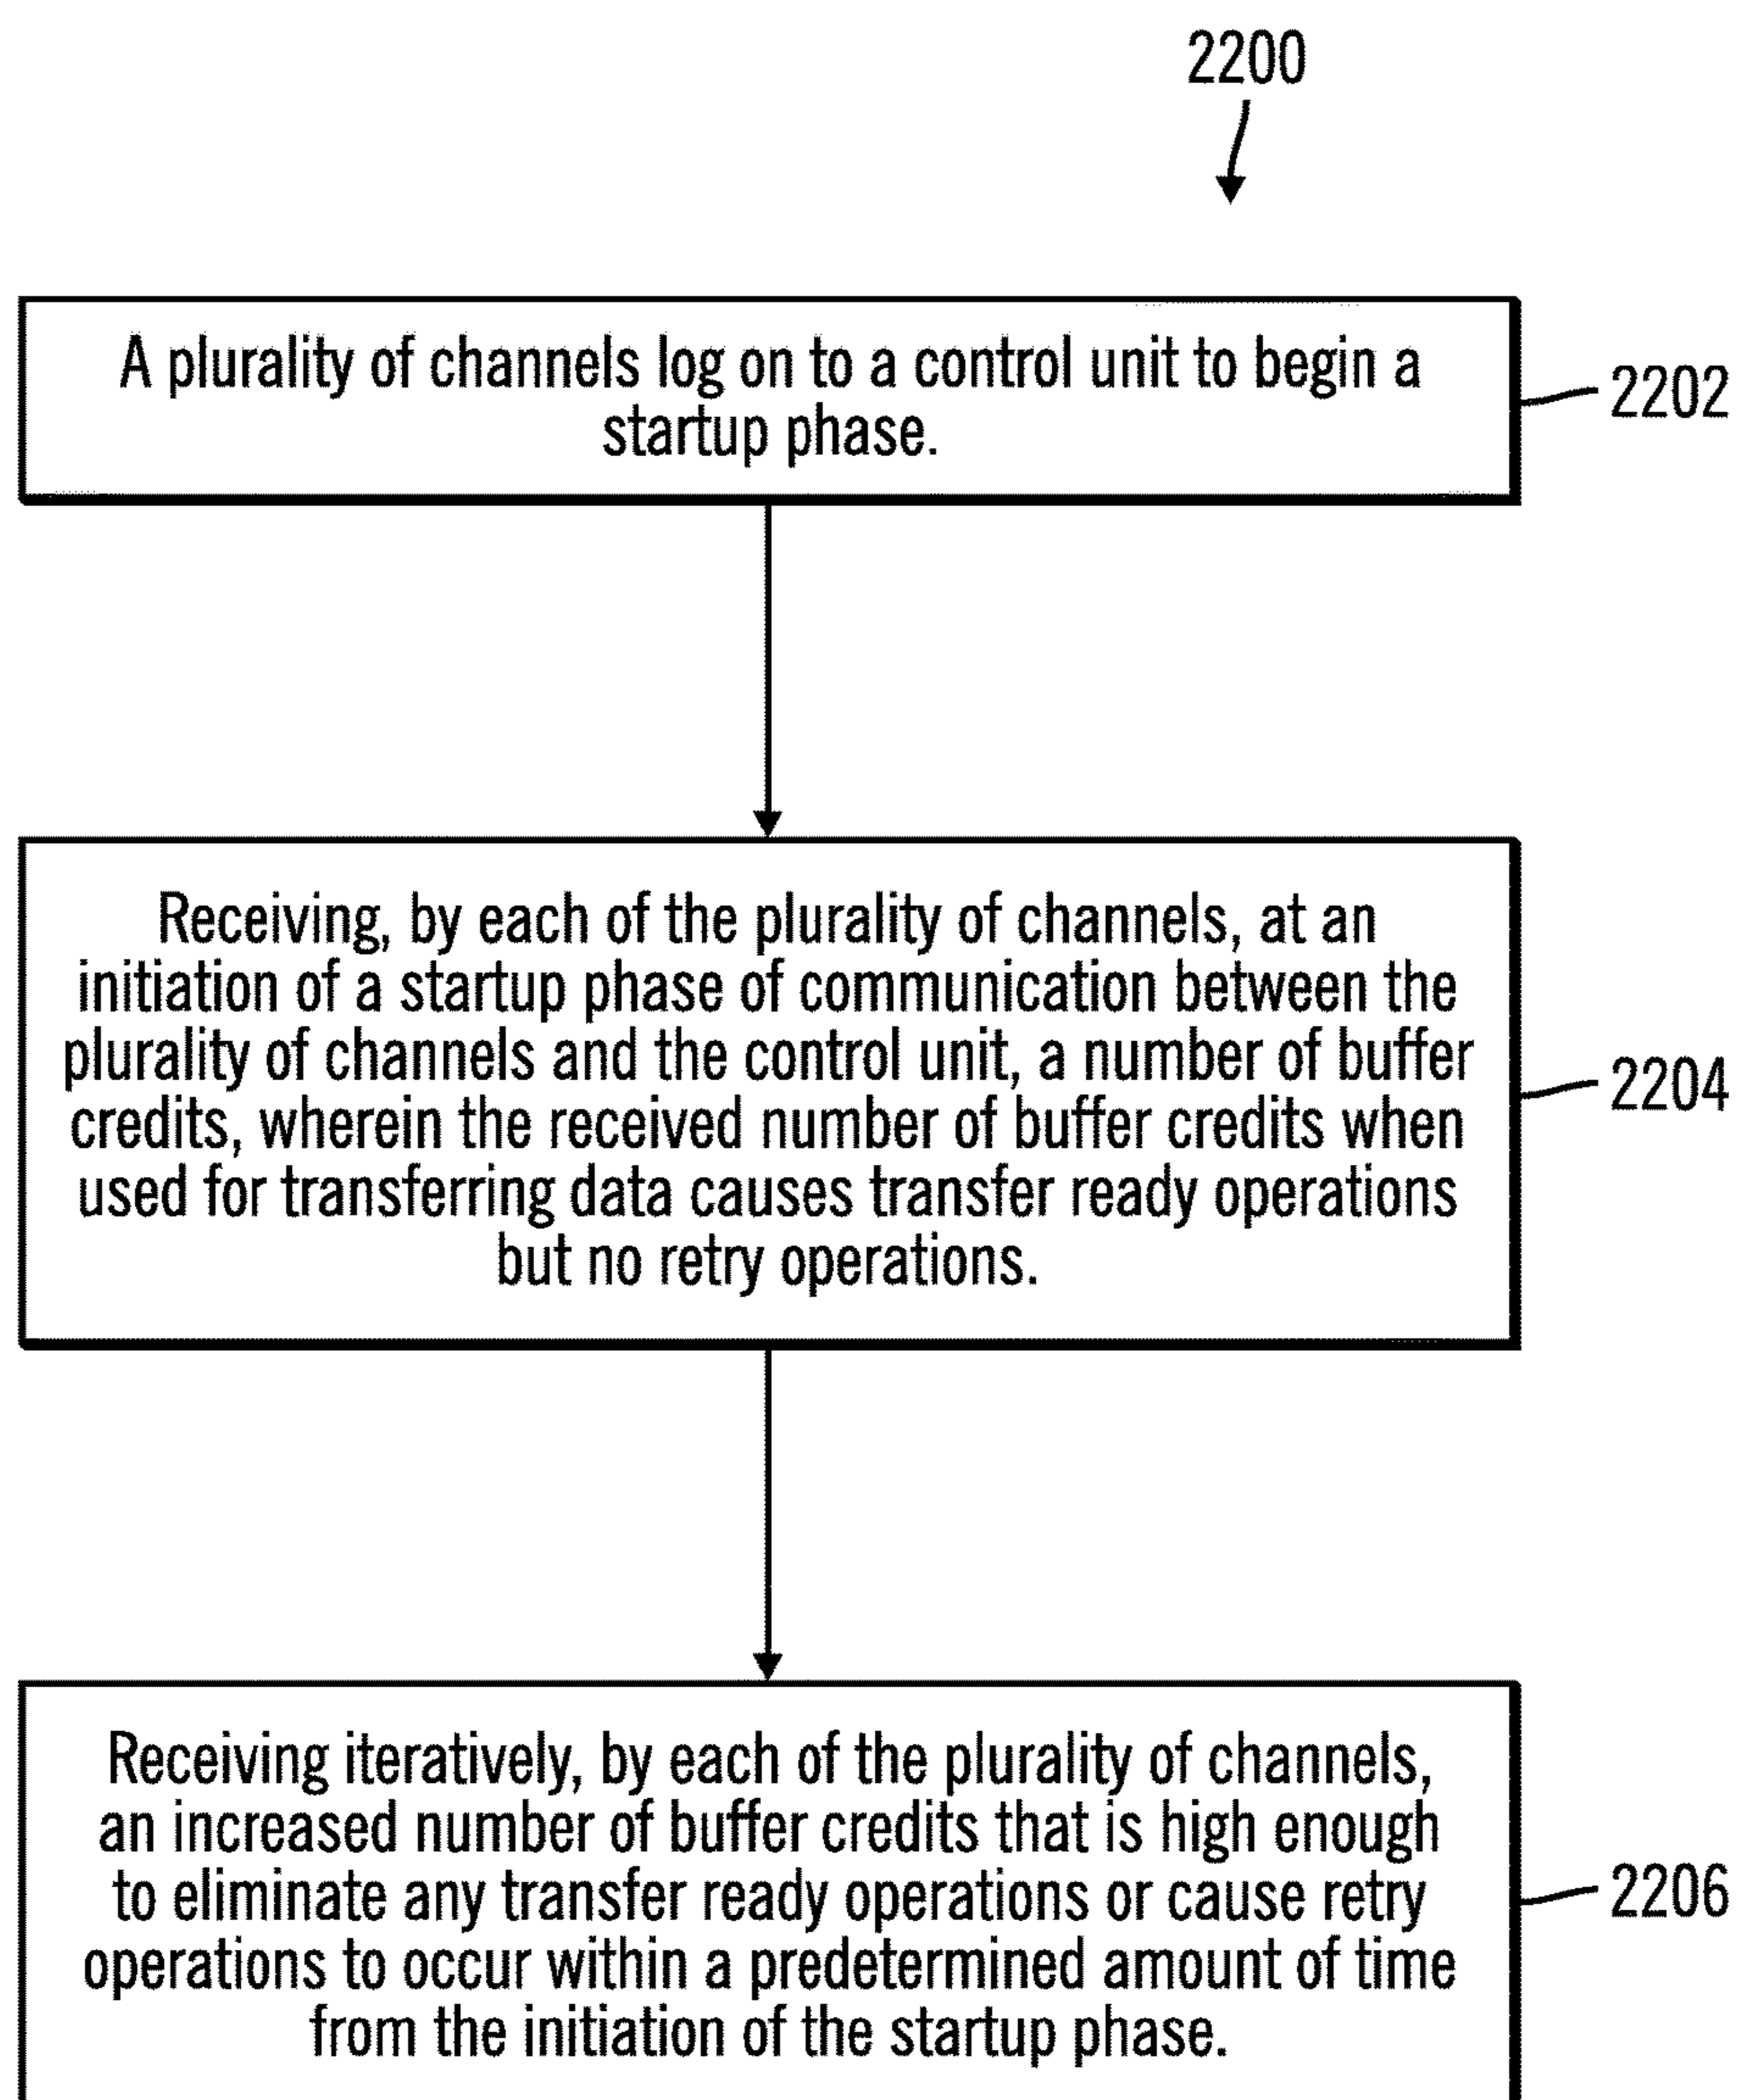 2200
A plurality of channels log on to a control unit to begin a
startup phase.
2202
Receiving, by each of the plurality of channels, at an
initiation of a startup phase of communication between the
plurality of channels and the control unit, a number of buffer
credits, wherein the received number of buffer credits when
used for transferring data causes transfer ready operations
but no retry operations.
2204
Receiving iteratively, by each of the plurality of channels,
an increased number of buffer credits that is high enough
to eliminate any transfer ready operations or cause retry
operations to occur within a predetermined amount of time
from the initiation of the startup phase.
2206